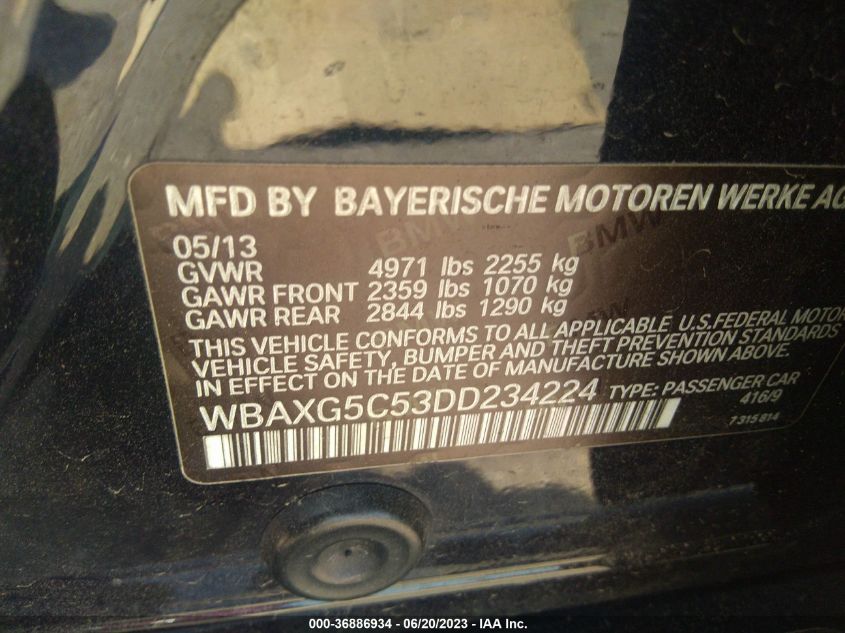 MFD BY BAYERISCHE MOTOREN WERKE AG
05/13
GVWR 4971 lbs 2255 kg
GAWR FRONT 2359 lbs 1070 kg
GAWR REAR 2844 lbs 1290 kg
THIS VEHICLE CONFORMS TO ALL APPLICABLE U.S.FEDERAL MOTOR
VEHICLE SAFETY, BUMPER AND THEFT PREVENTION STANDARDS
IN EFFECT ON THE DATE OF MANUFACTURE SHOWN ABOVE.
WBAXG5C53DD234224 TYPE: PASSENGER CAR
416/9
7315814
BMW
BMW
000-36886934 - 06/20/2023 - IAA Inc.